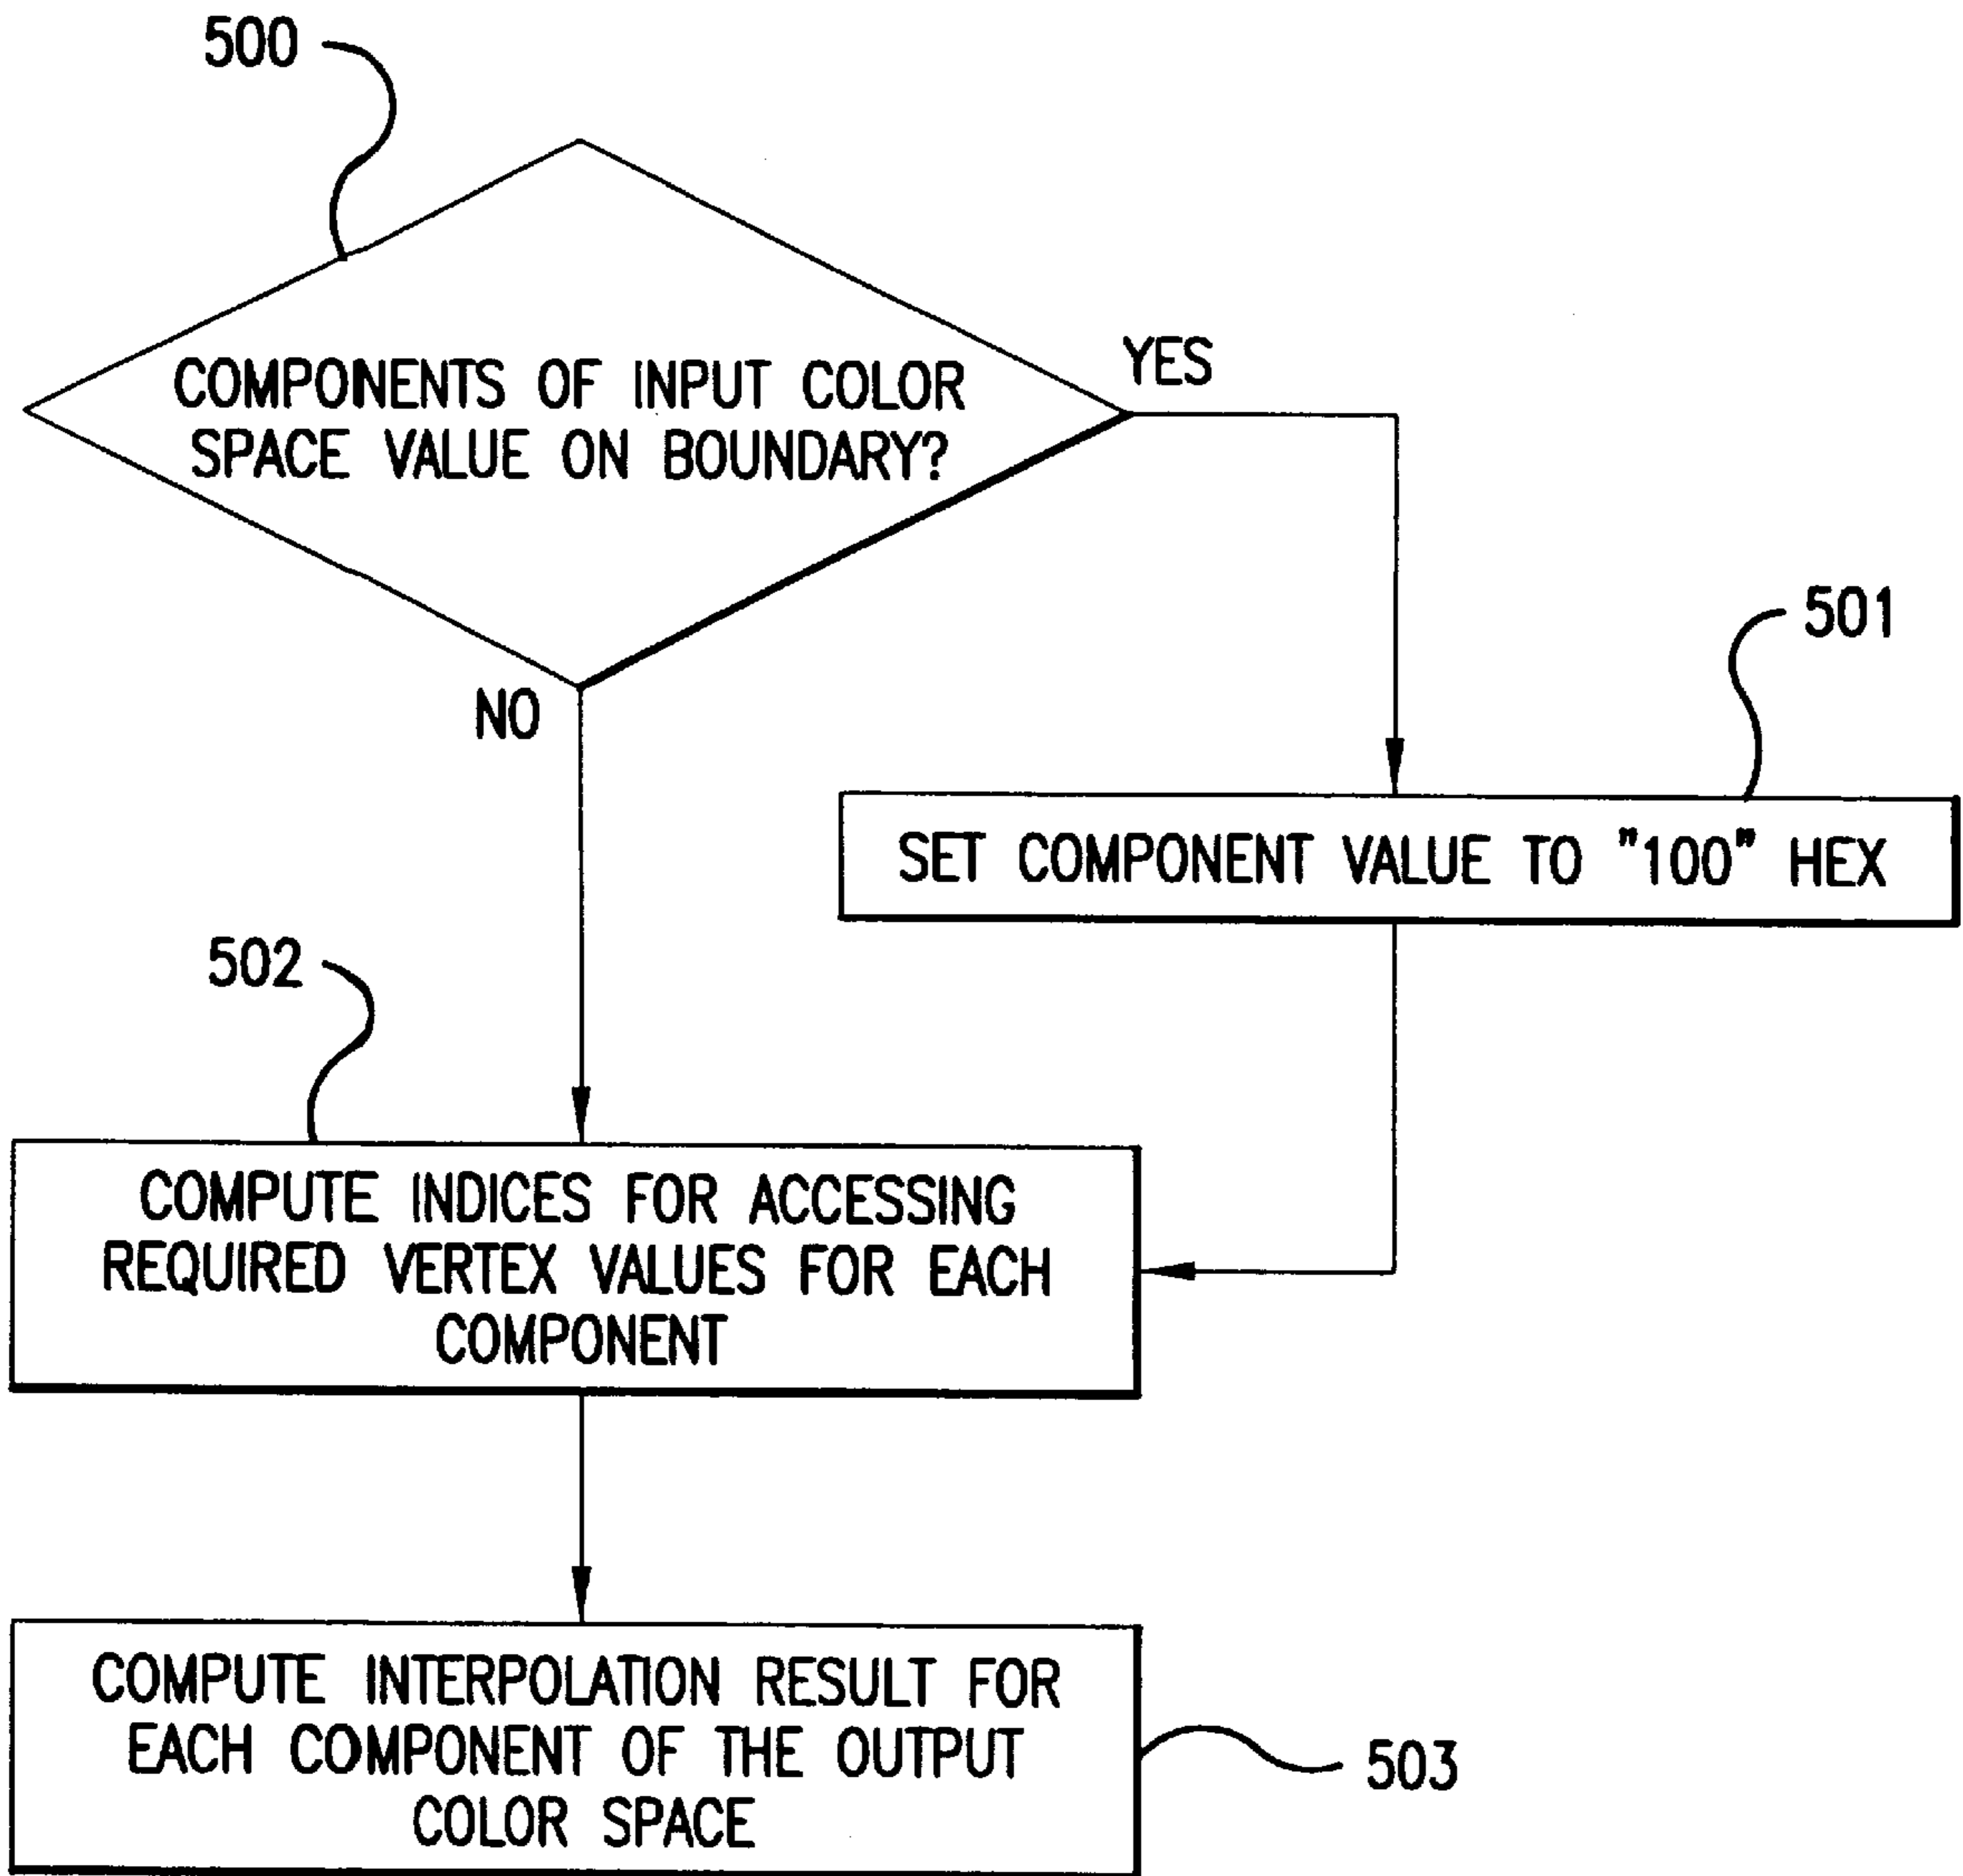 500
COMPONENTS OF INPUT COLOR
SPACE VALUE ON BOUNDARY?
YES
NO
501
SET COMPONENT VALUE TO "100" HEX
502
COMPUTE INDICES FOR ACCESSING
REQUIRED VERTEX VALUES FOR EACH
COMPONENT
COMPUTE INTERPOLATION RESULT FOR
EACH COMPONENT OF THE OUTPUT
COLOR SPACE
503